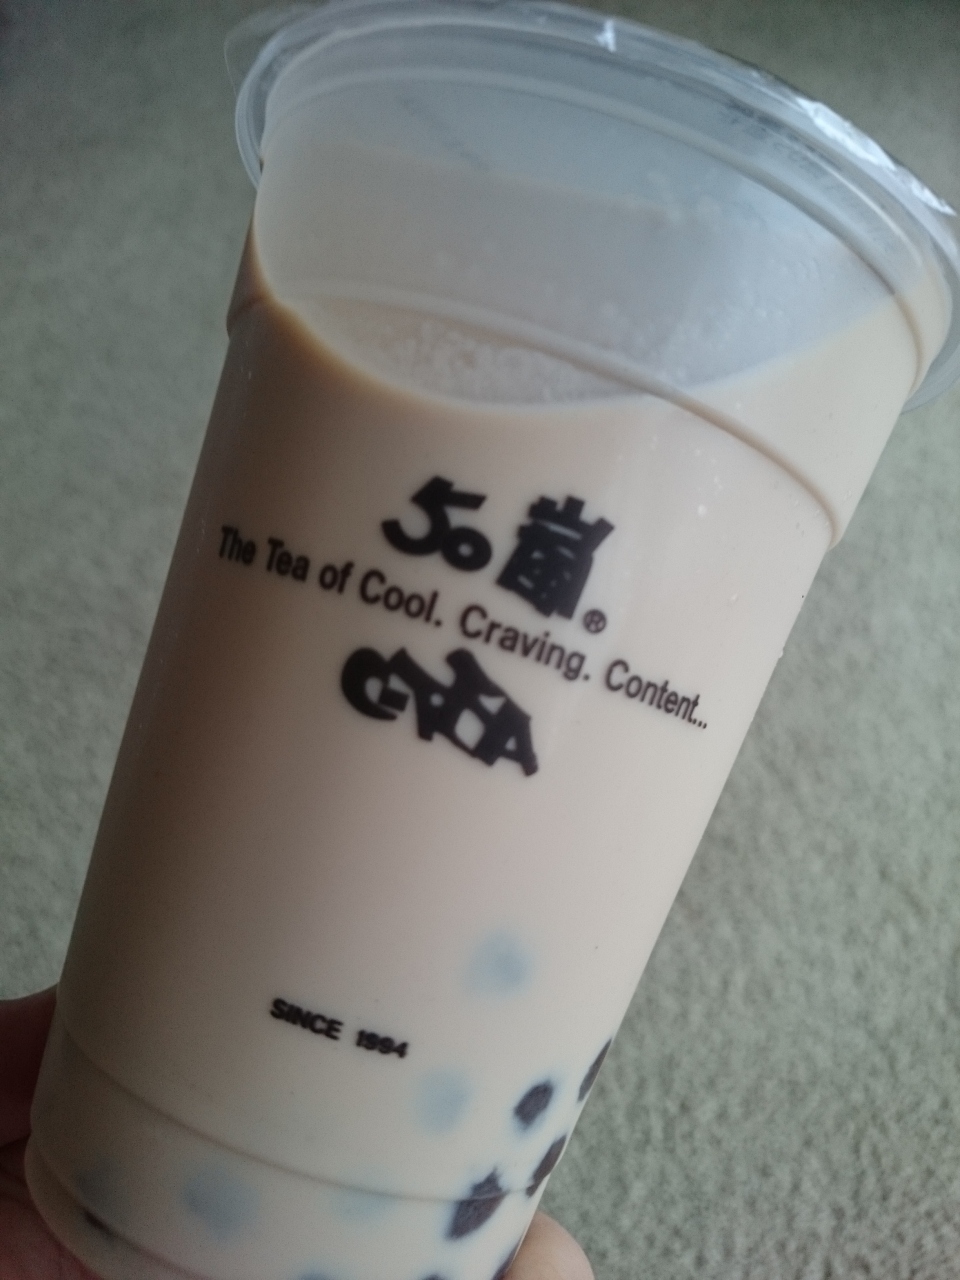 50嵐®
The Tea of Cool. Craving. Content...
SINCE 1994